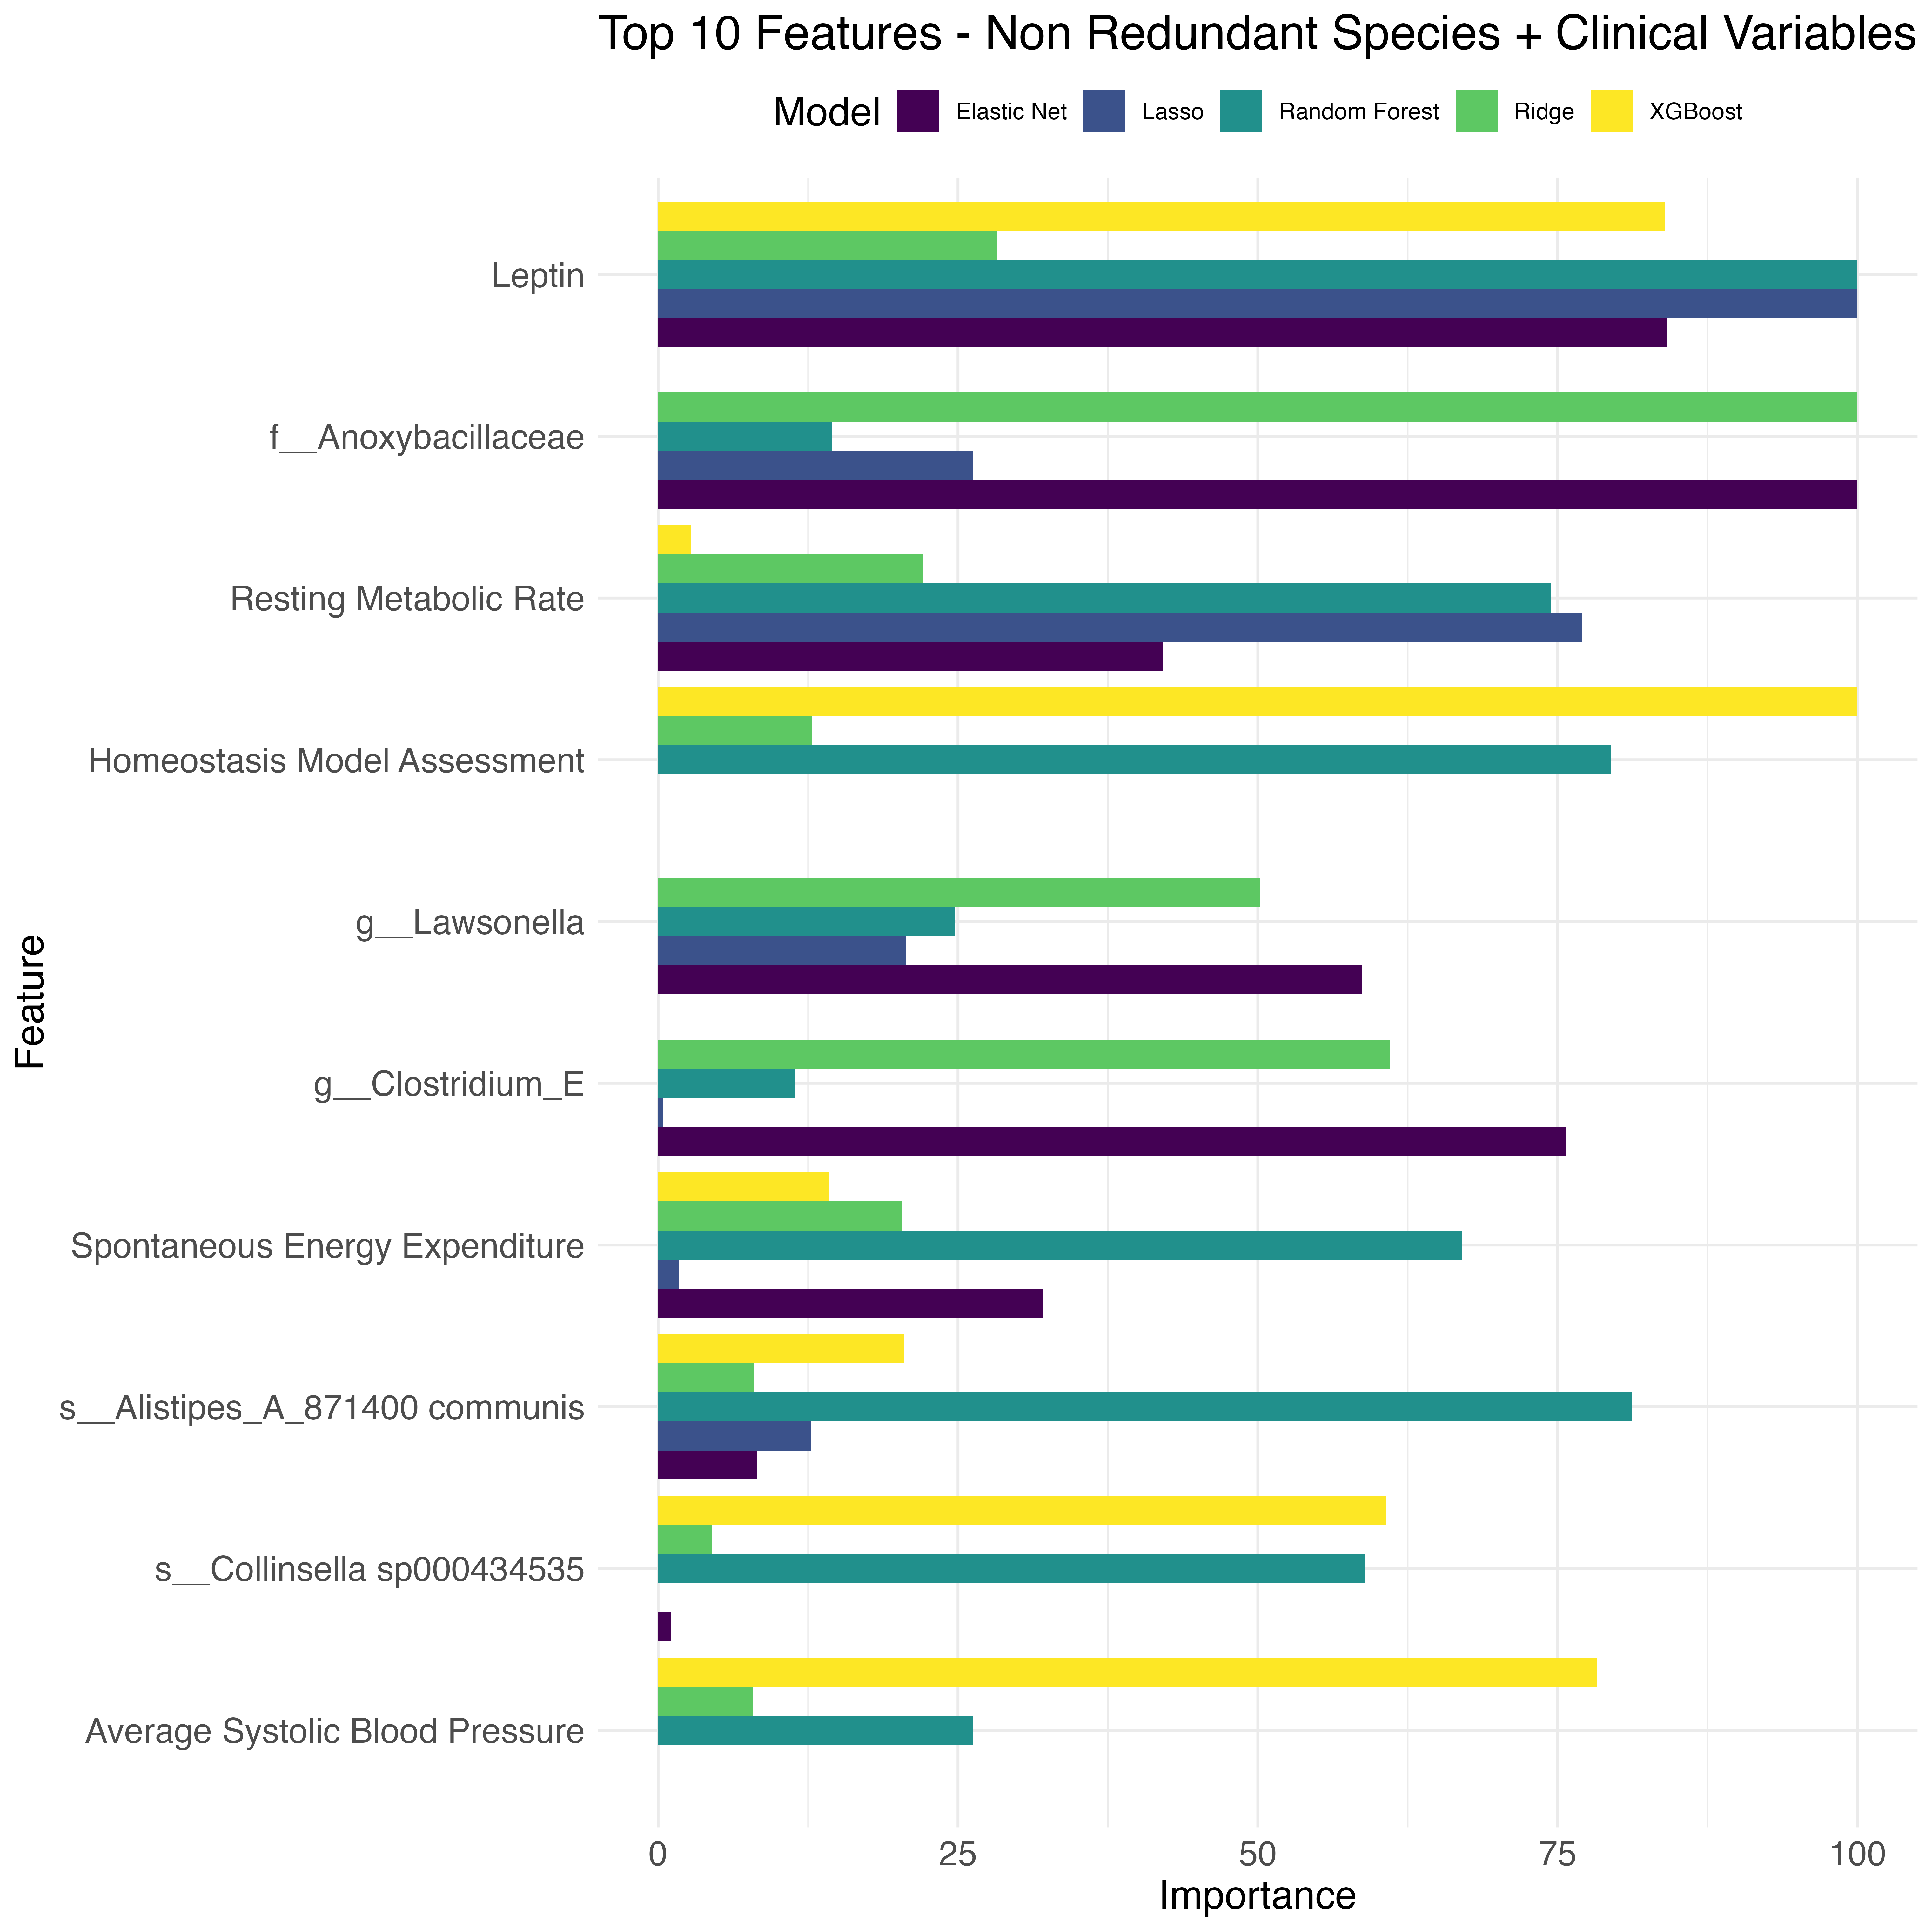 Top 10 Features - Non Redundant Species + Clinical Variables
Model Elastic Net Lasso Random Forest Ridge XGBoost
Leptin
f__Anoxybacillaceae
Resting Metabolic Rate
Homeostasis Model Assessment
g__Lawsonella
g__Clostridium_E
Spontaneous Energy Expenditure
s__Alistipes_A_871400 communis
s__Collinsella sp000434535
Average Systolic Blood Pressure
Feature
0 25 50 75 100
Importance